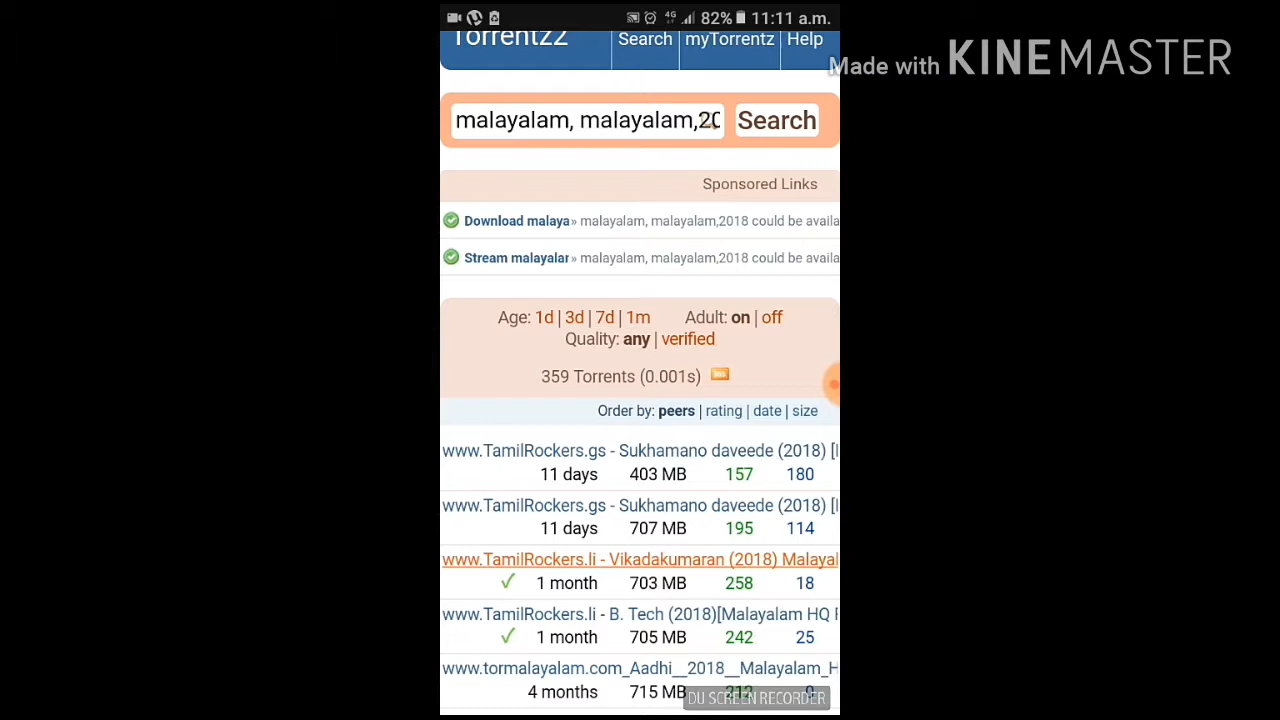 4G 82% 11:11 a.m.
Torrentz2 Search myTorrentz Help
Made with KINEMASTER
malayalam, malayalam,20 Search
Sponsored Links
Download malaya» malayalam, malayalam,2018 could be availa
Stream malayalar» malayalam, malayalam,2018 could be availa
Age: 1d | 3d | 7d | 1m Adult: on | off
Quality: any | verified
359 Torrents (0.001s)
Order by: peers | rating | date | size
www.TamilRockers.gs - Sukhamano daveede (2018) [
11 days 403 MB 157 180
www.TamilRockers.gs - Sukhamano daveede (2018) [
11 days 707 MB 195 114
www.TamilRockers.li - Vikadakumaran (2018) Malayal
✓ 1 month 703 MB 258 18
www.TamilRockers.li - B. Tech (2018)[Malayalam HQ
✓ 1 month 705 MB 242 25
www.tormalayalam.com_Aadhi__2018__Malayalam_H
4 months 715 MB 212
DU SCREEN RECORDER